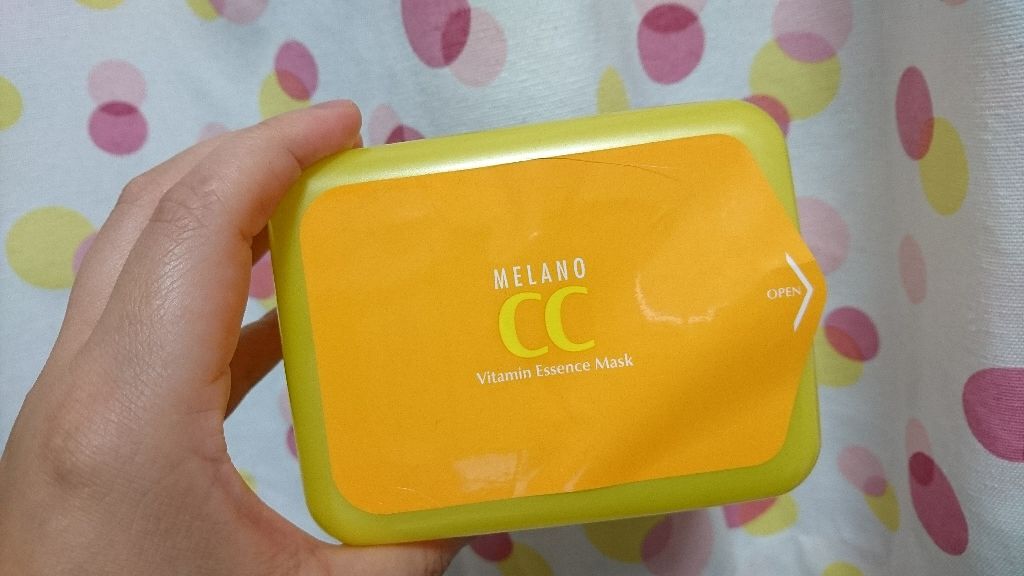 MELANO
CC
Vitamin Essence Mask
OPEN